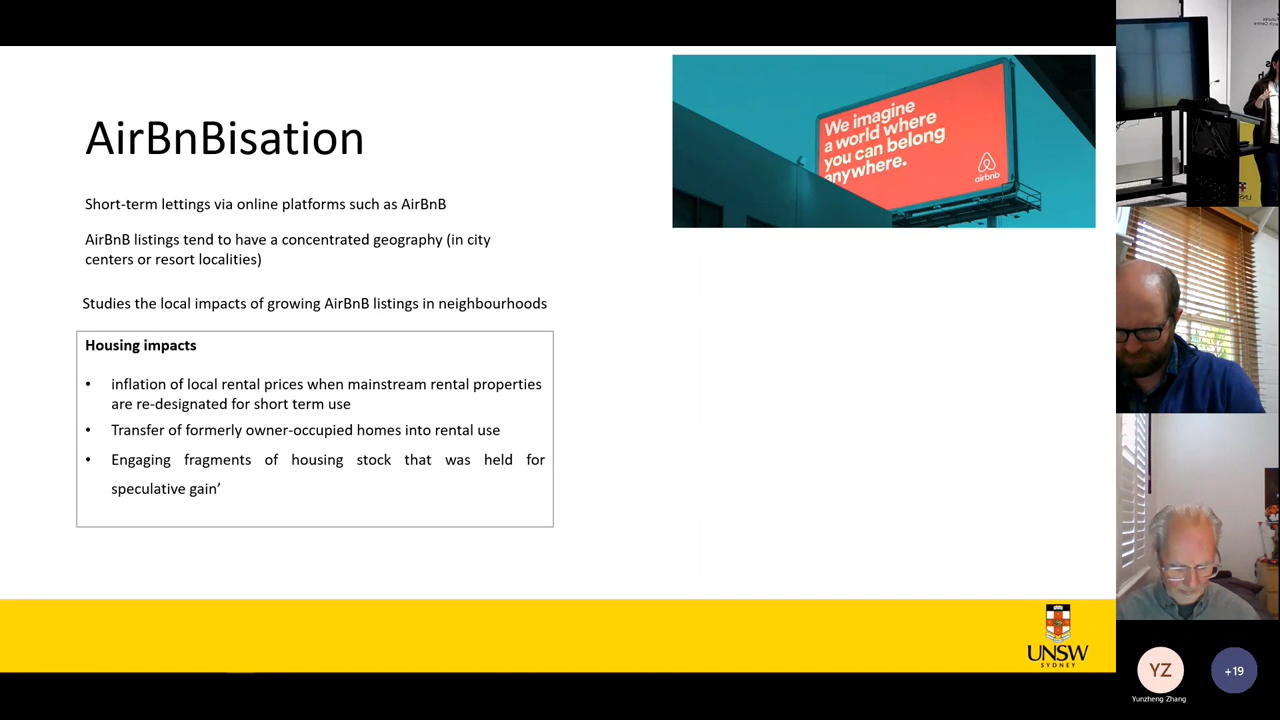 AirBnBisation
Short-term lettings via online platforms such as AirBnB
AirBnB listings tend to have a concentrated geography (in city
centers or resort localities)
Studies the local impacts of growing AirBnB listings in neighbourhoods
Housing impacts
• inflation of local rental prices when mainstream rental properties
are re-designated for short term use
• Transfer of formerly owner-occupied homes into rental use
• Engaging fragments of housing stock that was held for
speculative gain’
We imagine
a world where
you can belong
anywhere.
airbnb
UNSW
SYDNEY
YZ
Yunzheng Zhang
+19